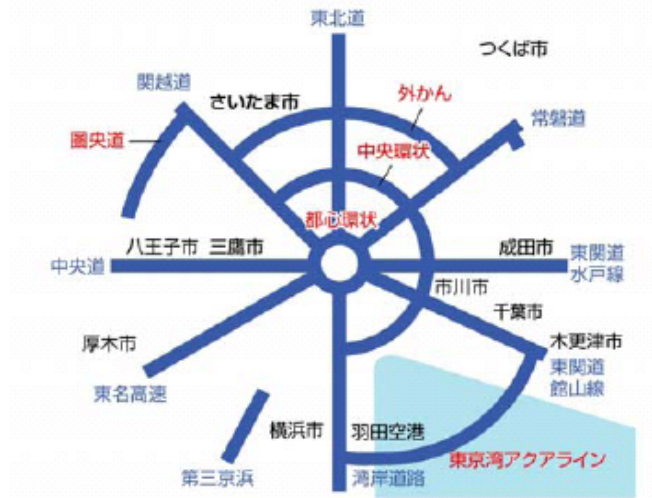 東北道
つくば市
関越道
さいたま市
外かん
常磐道
圏央道
中央環状
都心環状
八王子市 三鷹市
成田市
中央道
東関道
水戸線
市川市
千葉市
厚木市
木更津市
東関道
館山線
東名高速
横浜市
羽田空港
東京湾アクアライン
第三京浜
湾岸道路